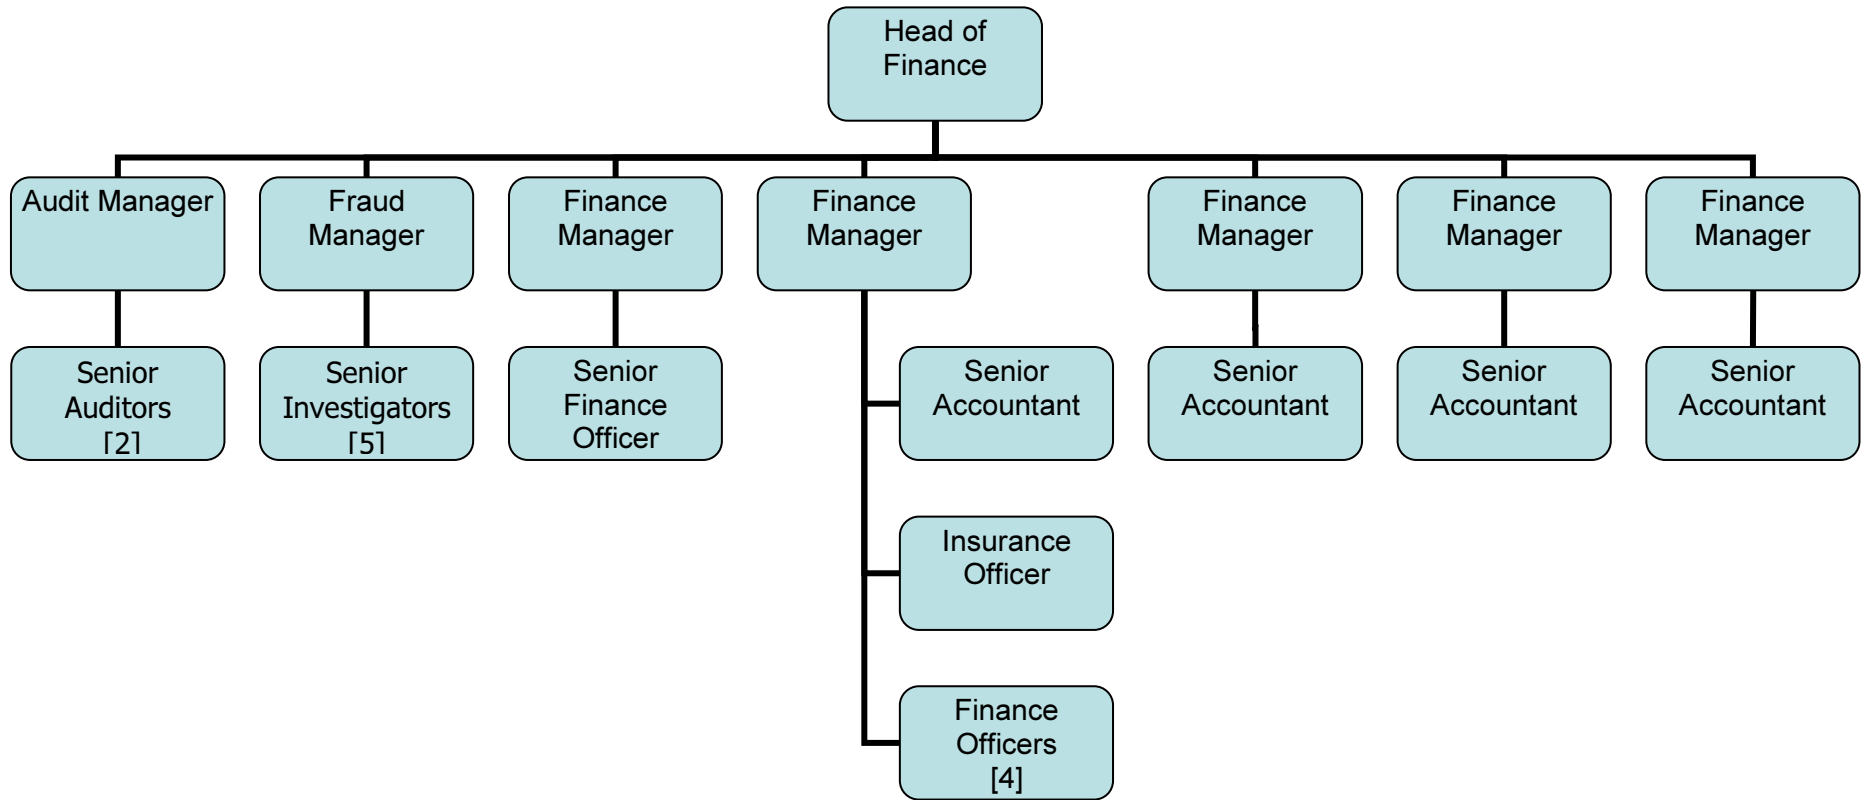 Head of
Finance
Audit Manager
Fraud
Manager
Finance
Manager
Finance
Manager
Finance
Manager
Finance
Manager
Finance
Manager
Senior
Auditors
[2]
Senior
Investigators
[5]
Senior
Finance
Officer
Senior
Accountant
Senior
Accountant
Senior
Accountant
Senior
Accountant
Insurance
Officer
Finance
Officers
[4]